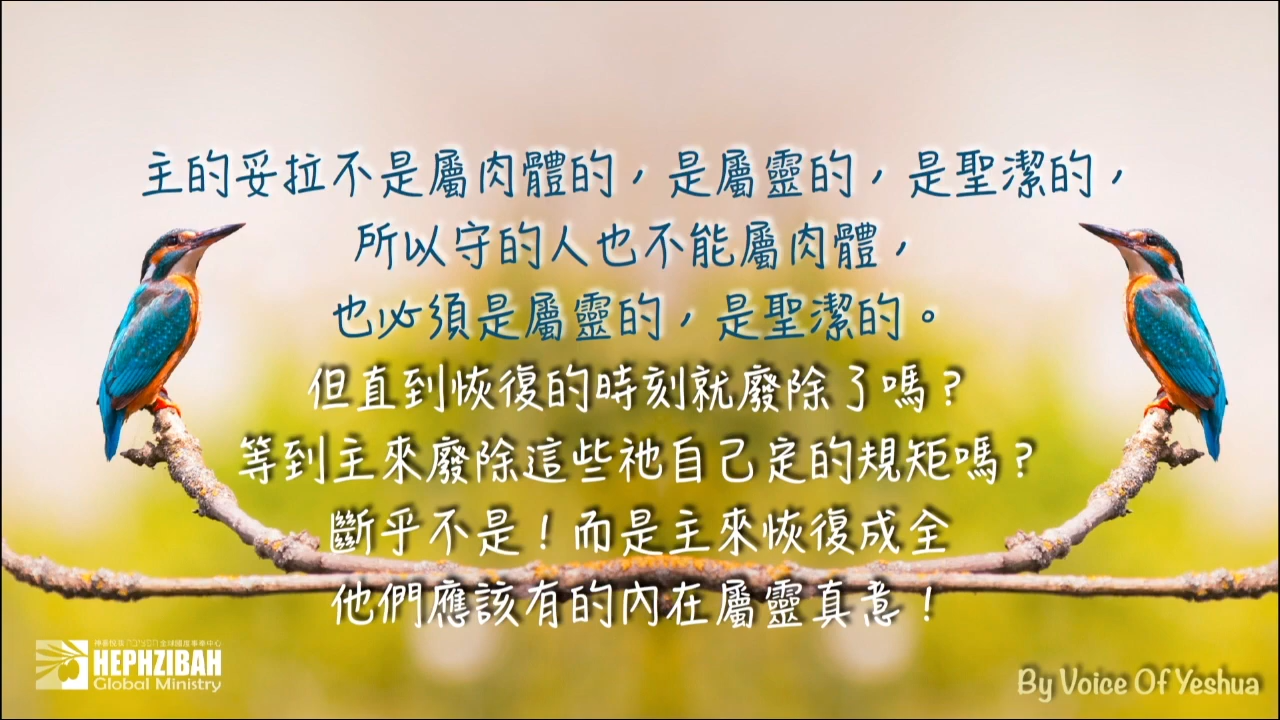 主的妥拉不是屬肉體的，是屬靈的，是聖潔的，
所以守的人也不能屬肉體，
也必須是屬靈的，是聖潔的。
但直到恢復的時刻就廢除了嗎？
等到主來廢除這些祂自己定的規矩嗎？
斷乎不是！而是主來恢復成全
他們應該有的內在屬靈真意！
HEPHZIBAH
Global Ministry
By Voice Of Yeshua